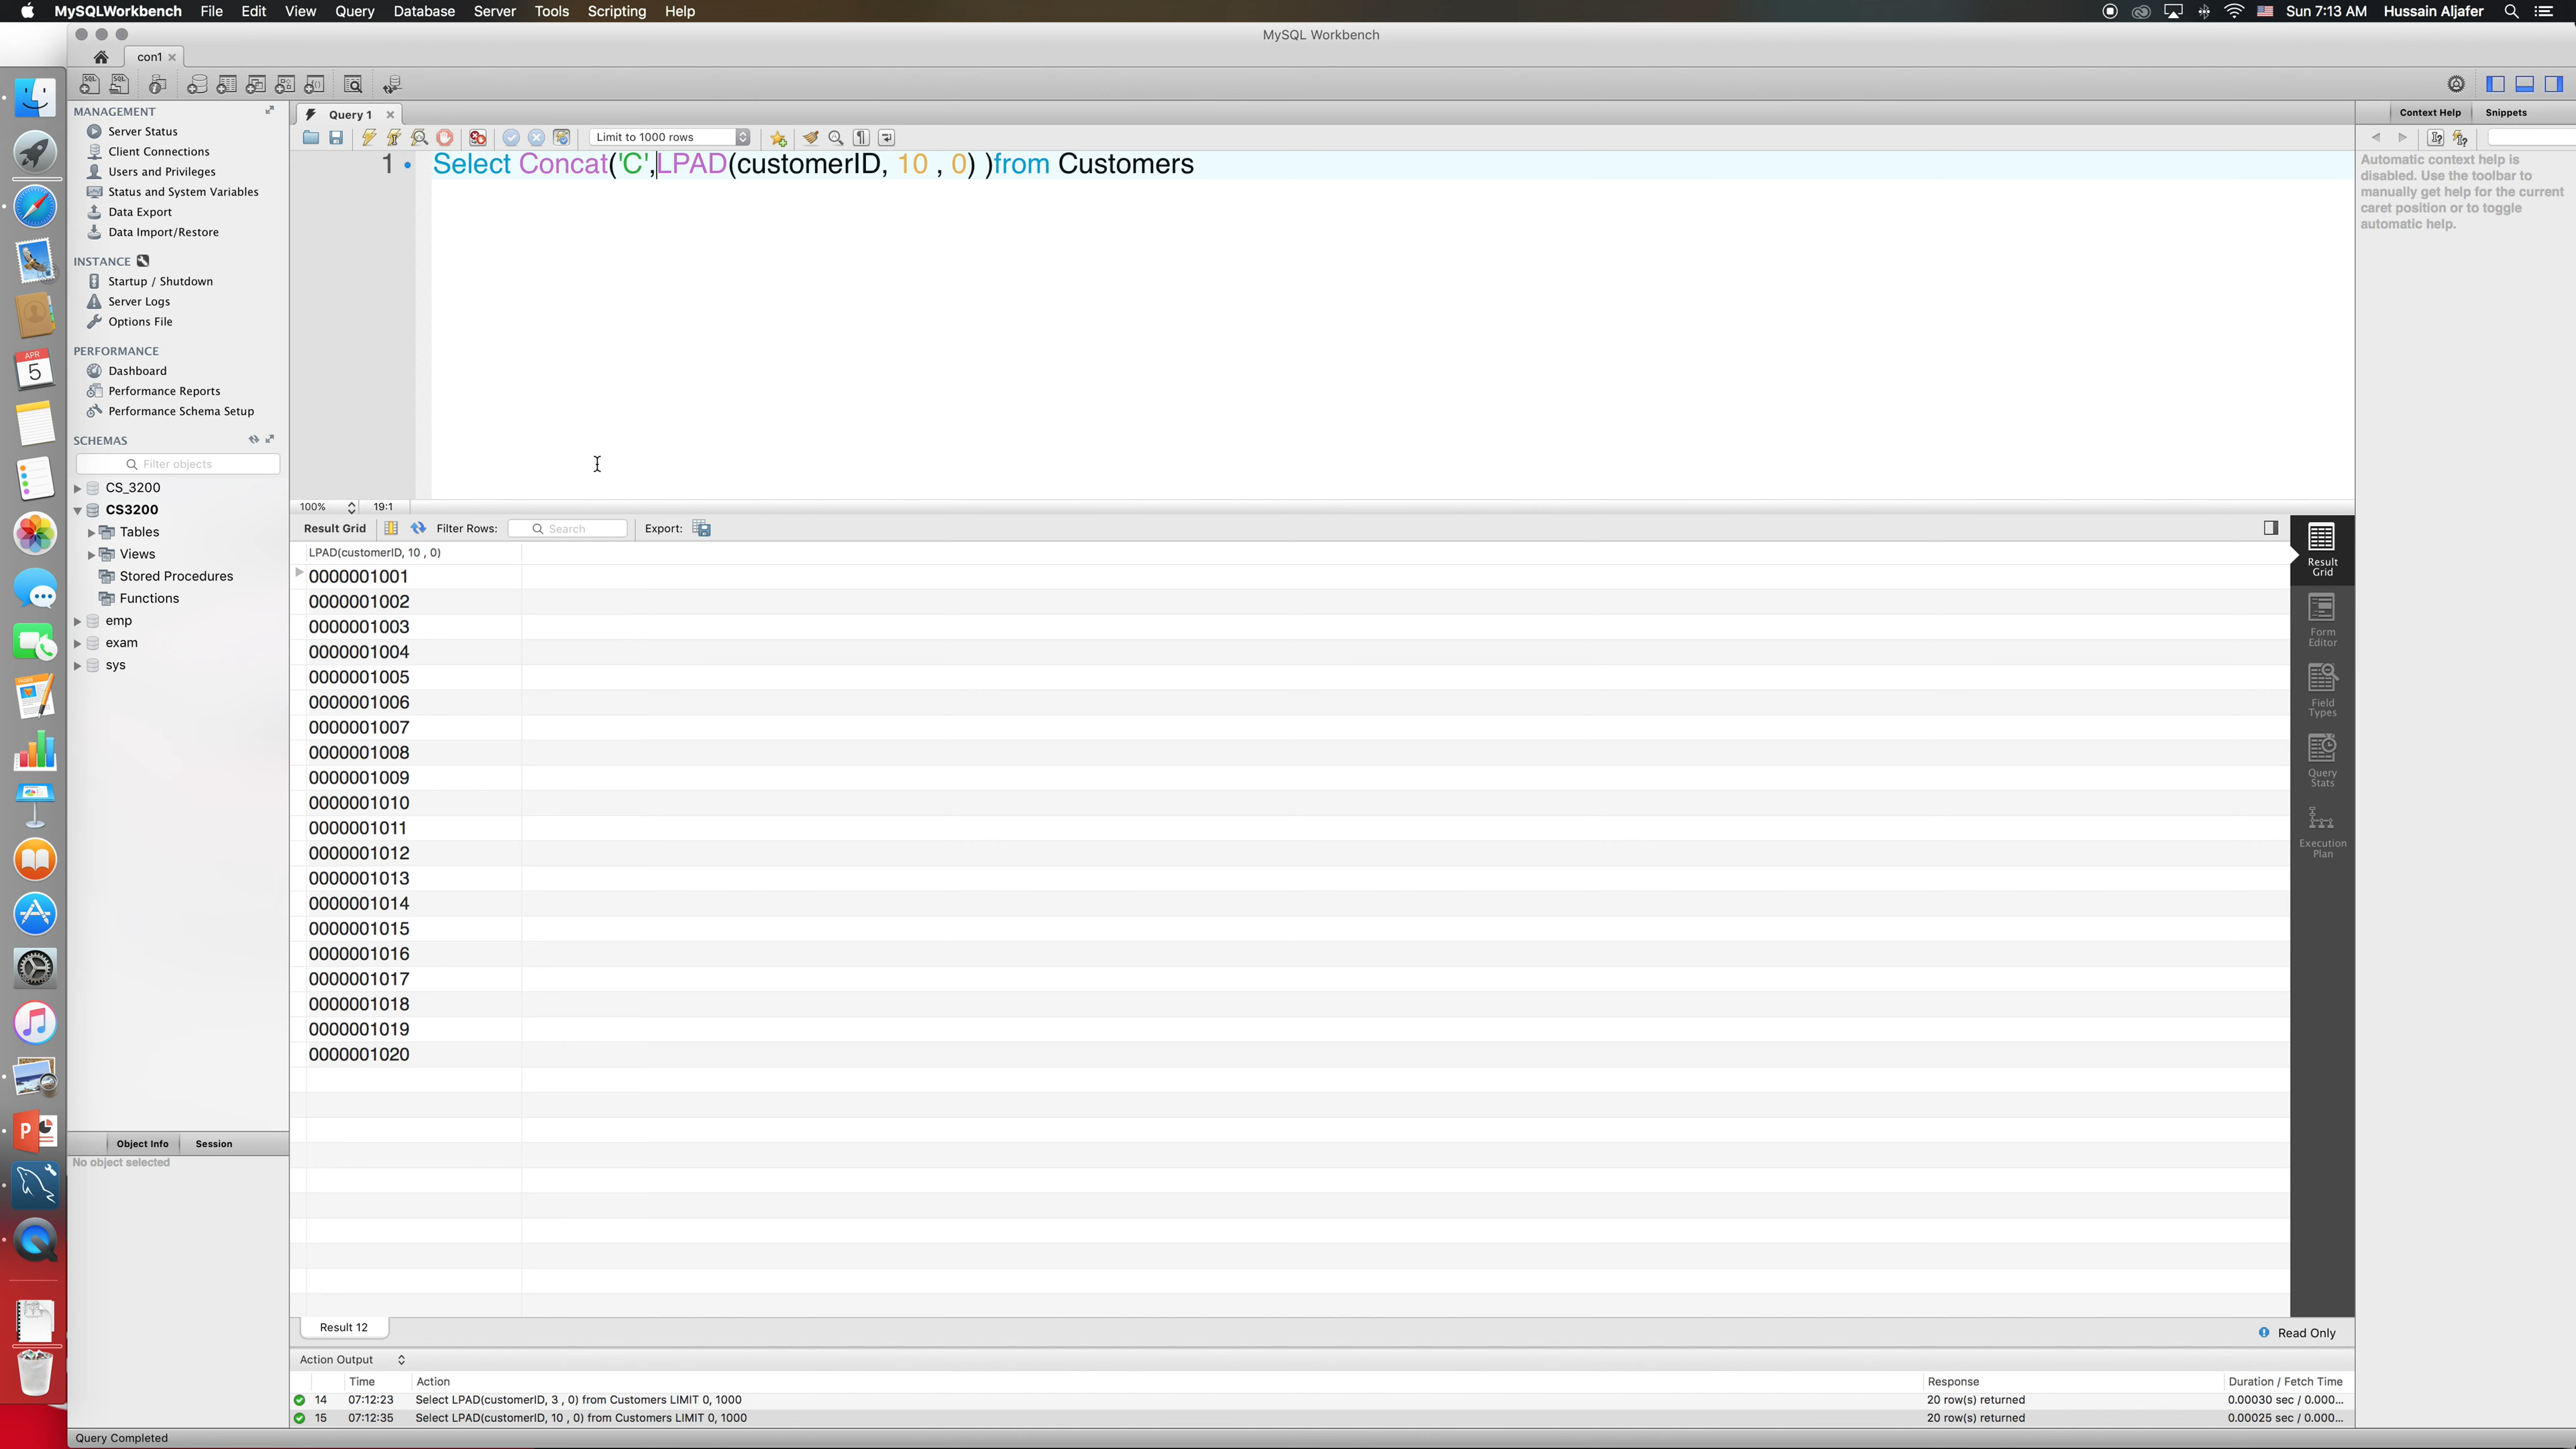 MySQLWorkbench File Edit View Query Database Server Tools Scripting Help Sun 7:13 AM Hussain Aljafer
MySQL Workbench
con1
MANAGEMENT
Server Status
Client Connections
Users and Privileges
Status and System Variables
Data Export
Data Import/Restore
INSTANCE
Startup / Shutdown
Server Logs
Options File
PERFORMANCE
Dashboard
Performance Reports
Performance Schema Setup
SCHEMAS
Filter objects
CS_3200
CS3200
Tables
Views
Stored Procedures
Functions
emp
exam
sys
Object Info Session
No object selected
Query 1
Limit to 1000 rows
1 Select Concat('C',LPAD(customerID, 10 , 0) )from Customers
100% 19:1
Result Grid Filter Rows: Search Export:
LPAD(customerID, 10 , 0)
0000001001
0000001002
0000001003
0000001004
0000001005
0000001006
0000001007
0000001008
0000001009
0000001010
0000001011
0000001012
0000001013
0000001014
0000001015
0000001016
0000001017
0000001018
0000001019
0000001020
Result 12
Read Only
Action Output
Time Action Response Duration / Fetch Time
14 07:12:23 Select LPAD(customerID, 3 , 0) from Customers LIMIT 0, 1000 20 row(s) returned 0.00030 sec / 0.000...
15 07:12:35 Select LPAD(customerID, 10 , 0) from Customers LIMIT 0, 1000 20 row(s) returned 0.00025 sec / 0.000...
Query Completed
Context Help Snippets
Automatic context help is
disabled. Use the toolbar to
manually get help for the current
caret position or to toggle
automatic help.
Result
Grid
Form
Editor
Field
Types
Query
Stats
Execution
Plan
APR
5
P